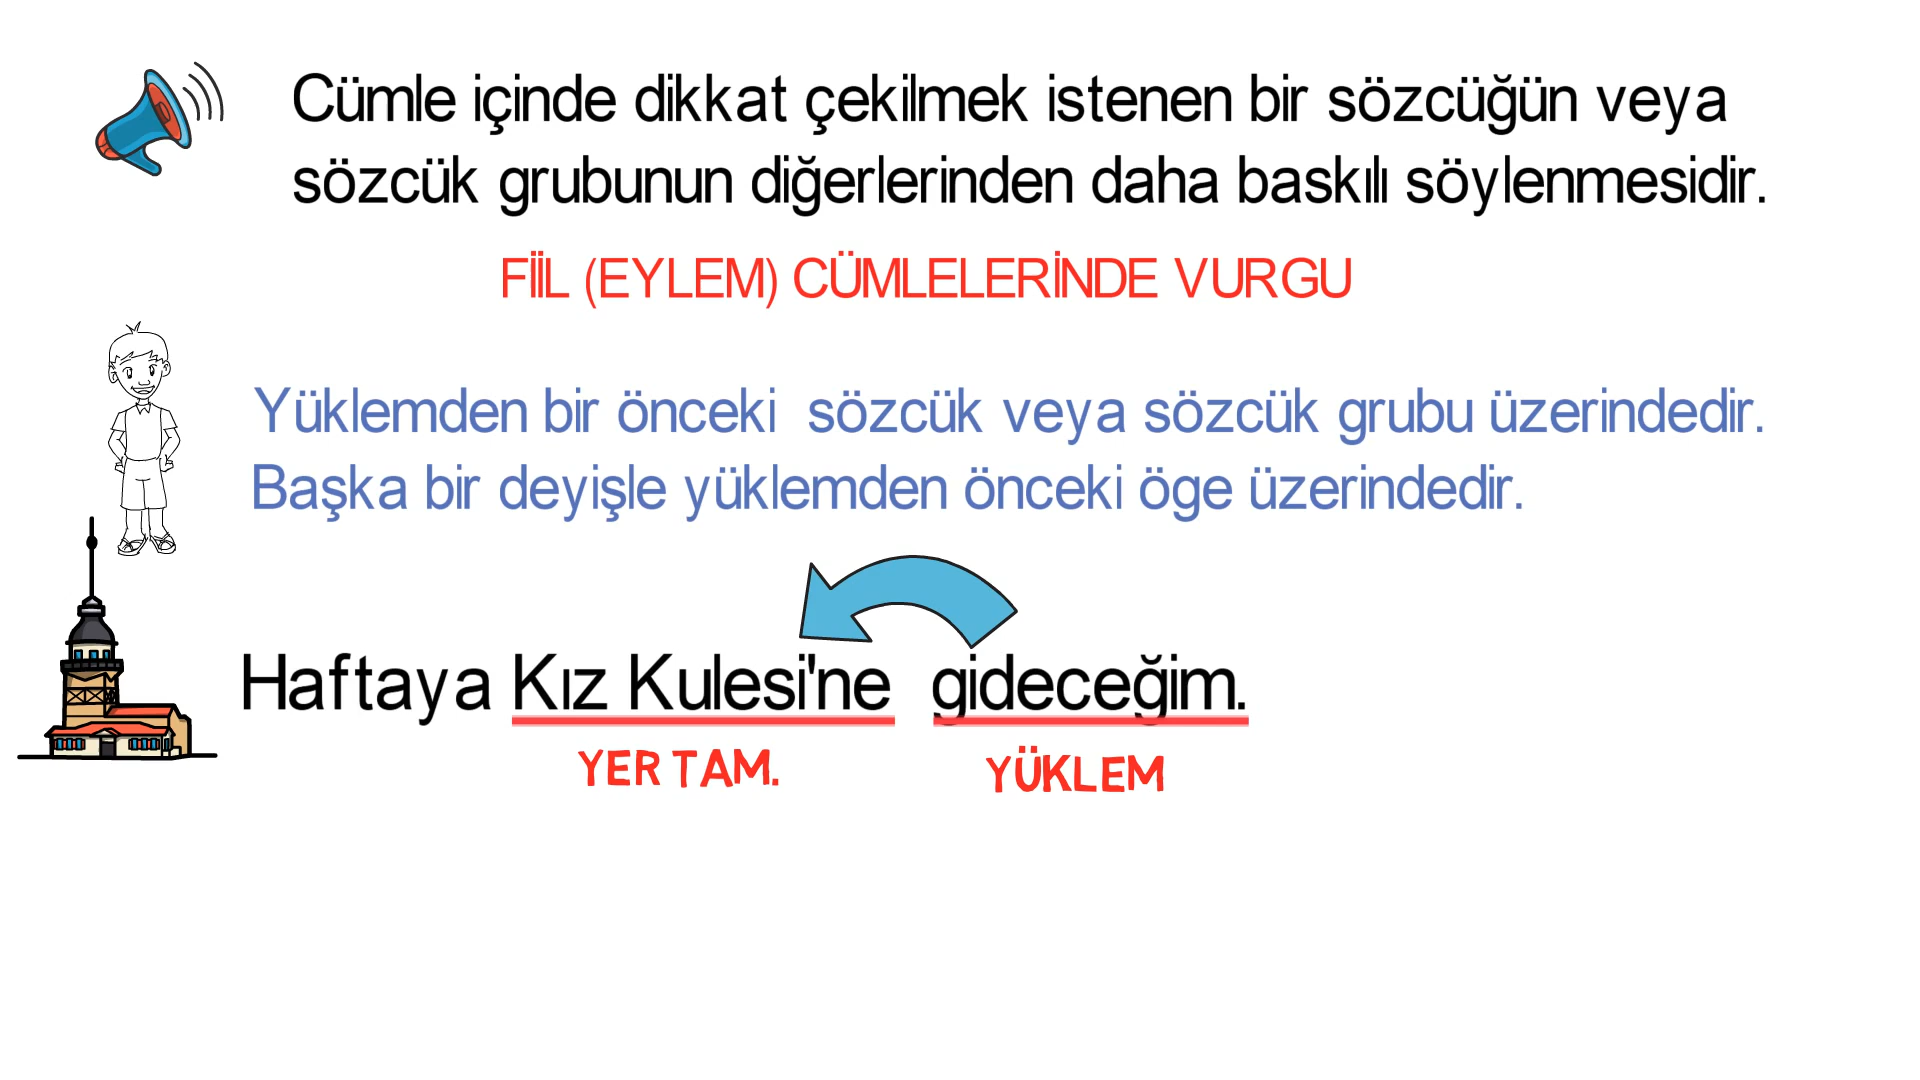 Cümle içinde dikkat çekilmek istenen bir sözcüğün veya
sözcük grubunun diğerlerinden daha baskılı söylenmesidir.
FİİL (EYLEM) CÜMLELERİNDE VURGU
Yüklemden bir önceki sözcük veya sözcük grubu üzerindedir.
Başka bir deyişle yüklemden önceki öge üzerindedir.
Haftaya Kız Kulesi'ne gideceğim.
YER TAM. YÜKLEM